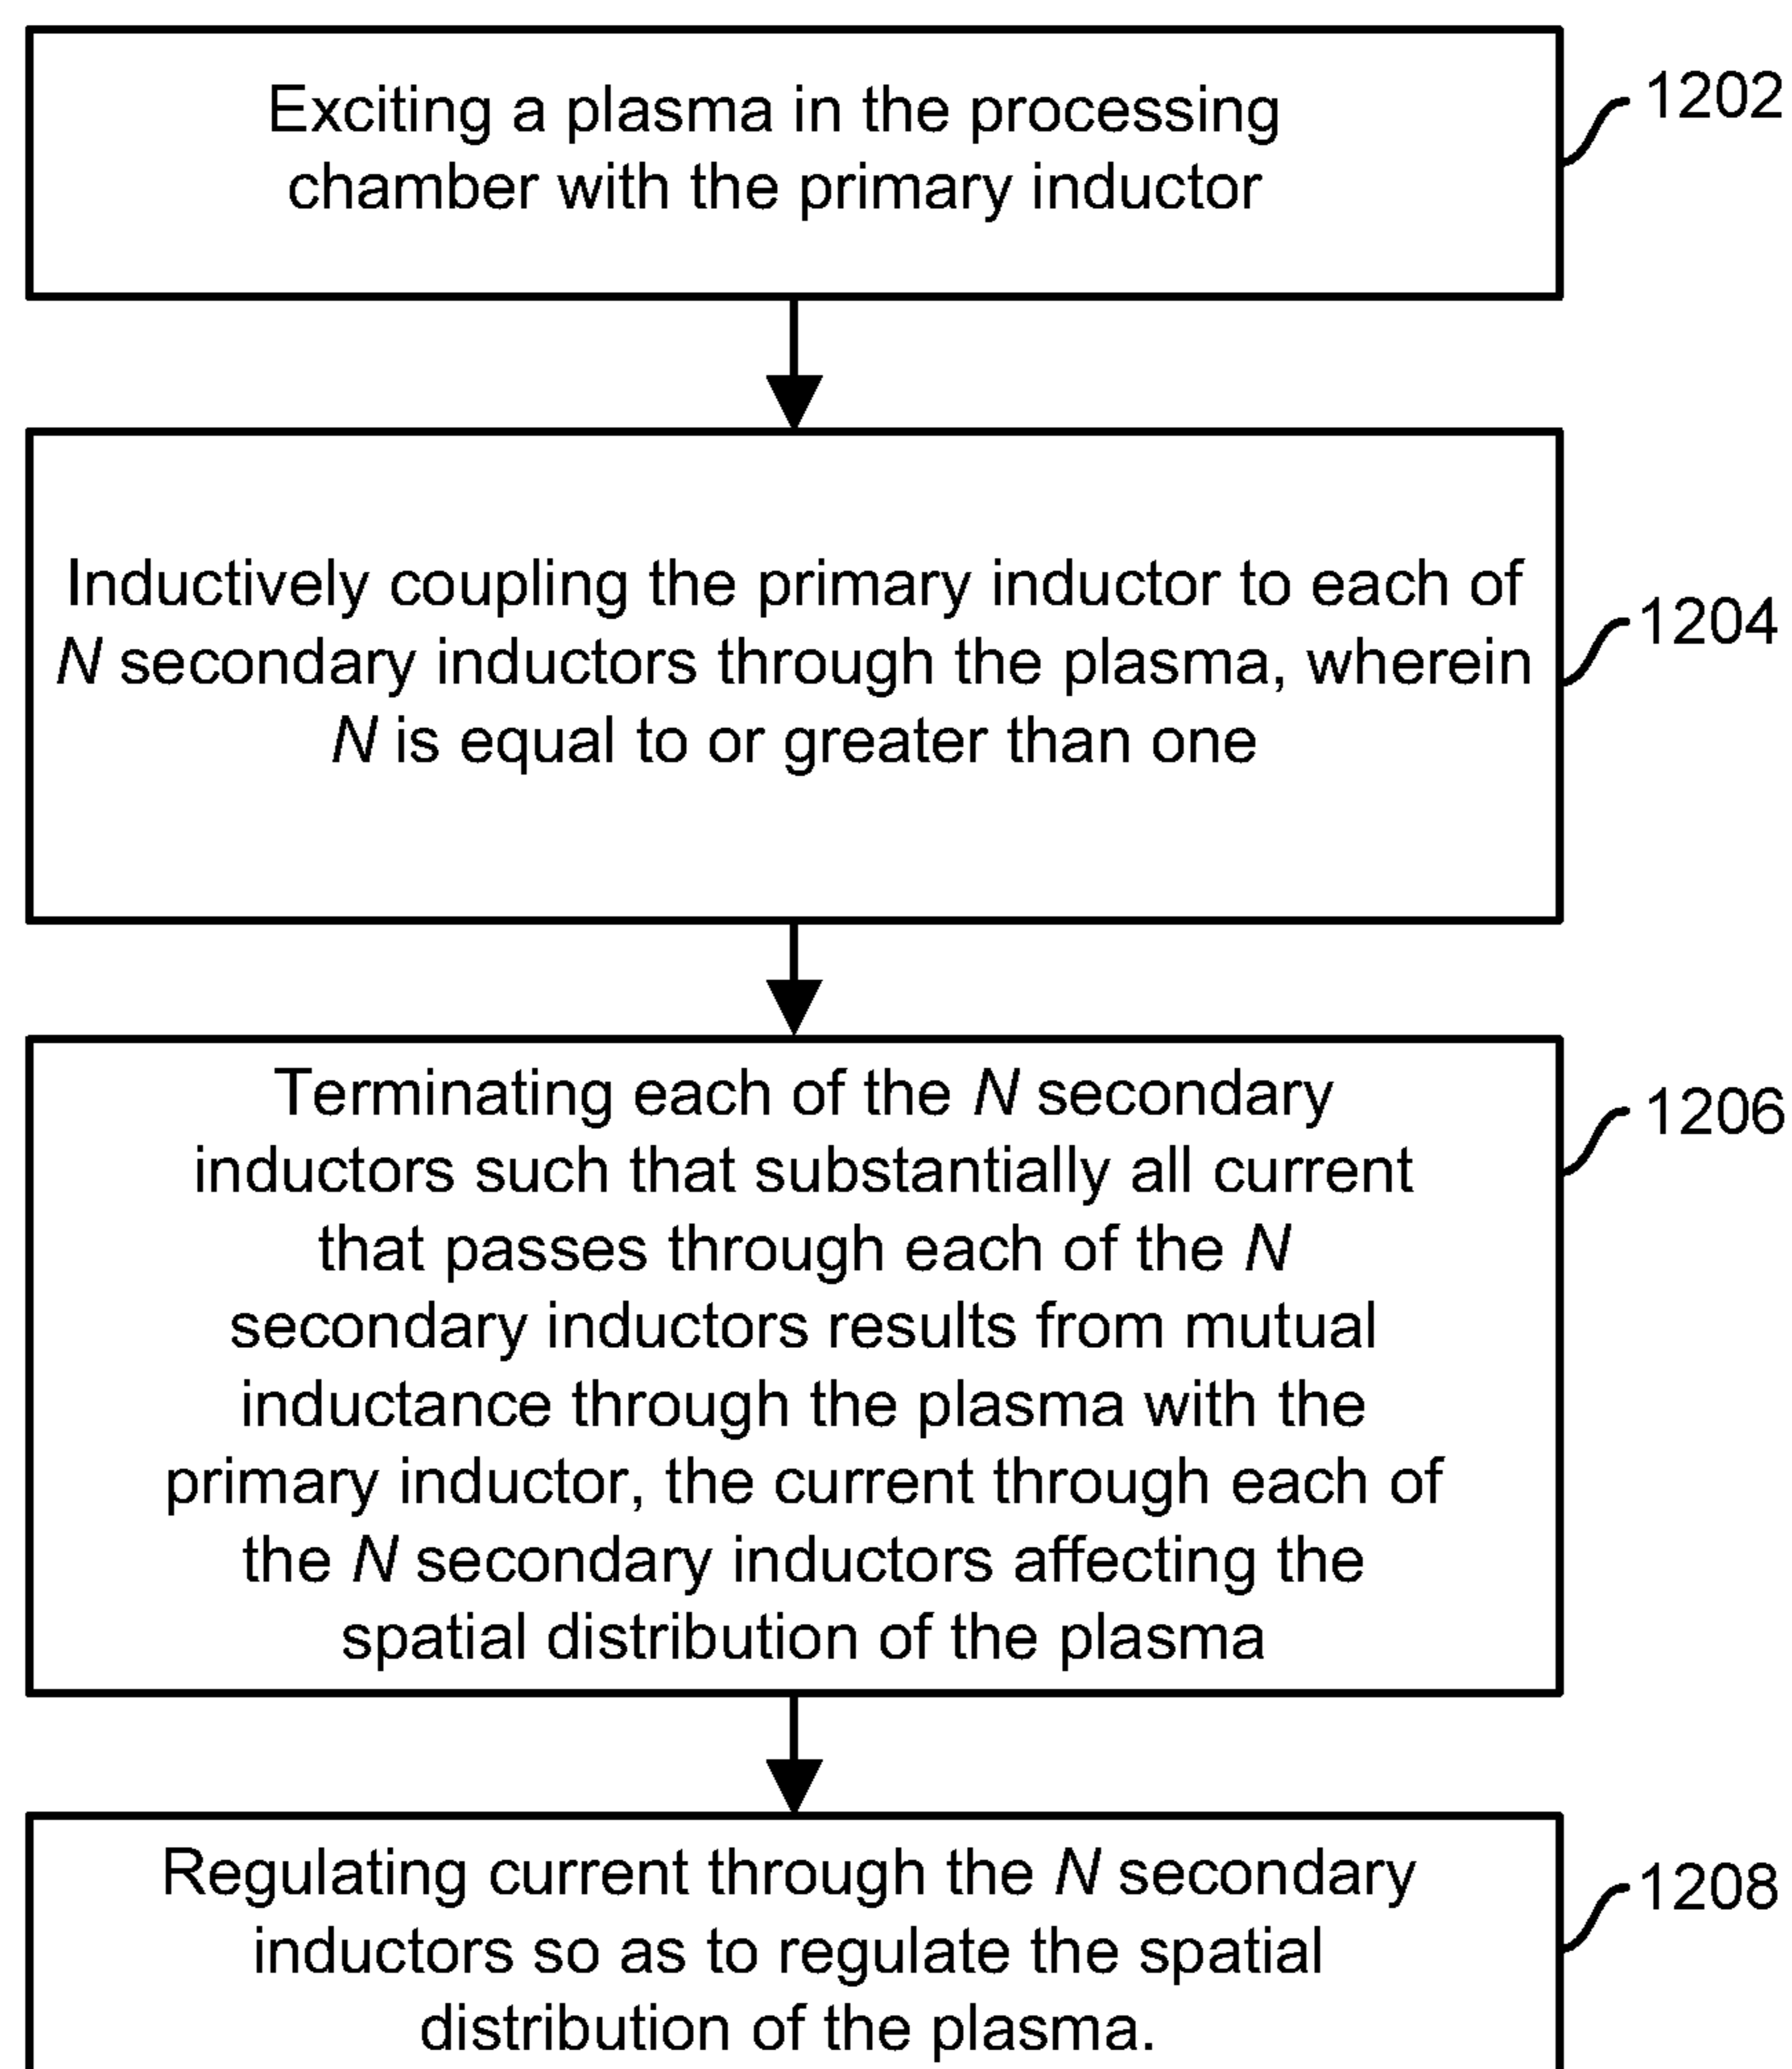 Exciting a plasma in the processing
chamber with the primary inductor
1202
Inductively coupling the primary inductor to each of
N secondary inductors through the plasma, wherein
N is equal to or greater than one
1204
Terminating each of the N secondary
inductors such that substantially all current
that passes through each of the N
secondary inductors results from mutual
inductance through the plasma with the
primary inductor, the current through each of
the N secondary inductors affecting the
spatial distribution of the plasma
1206
Regulating current through the N secondary
inductors so as to regulate the spatial
distribution of the plasma.
1208